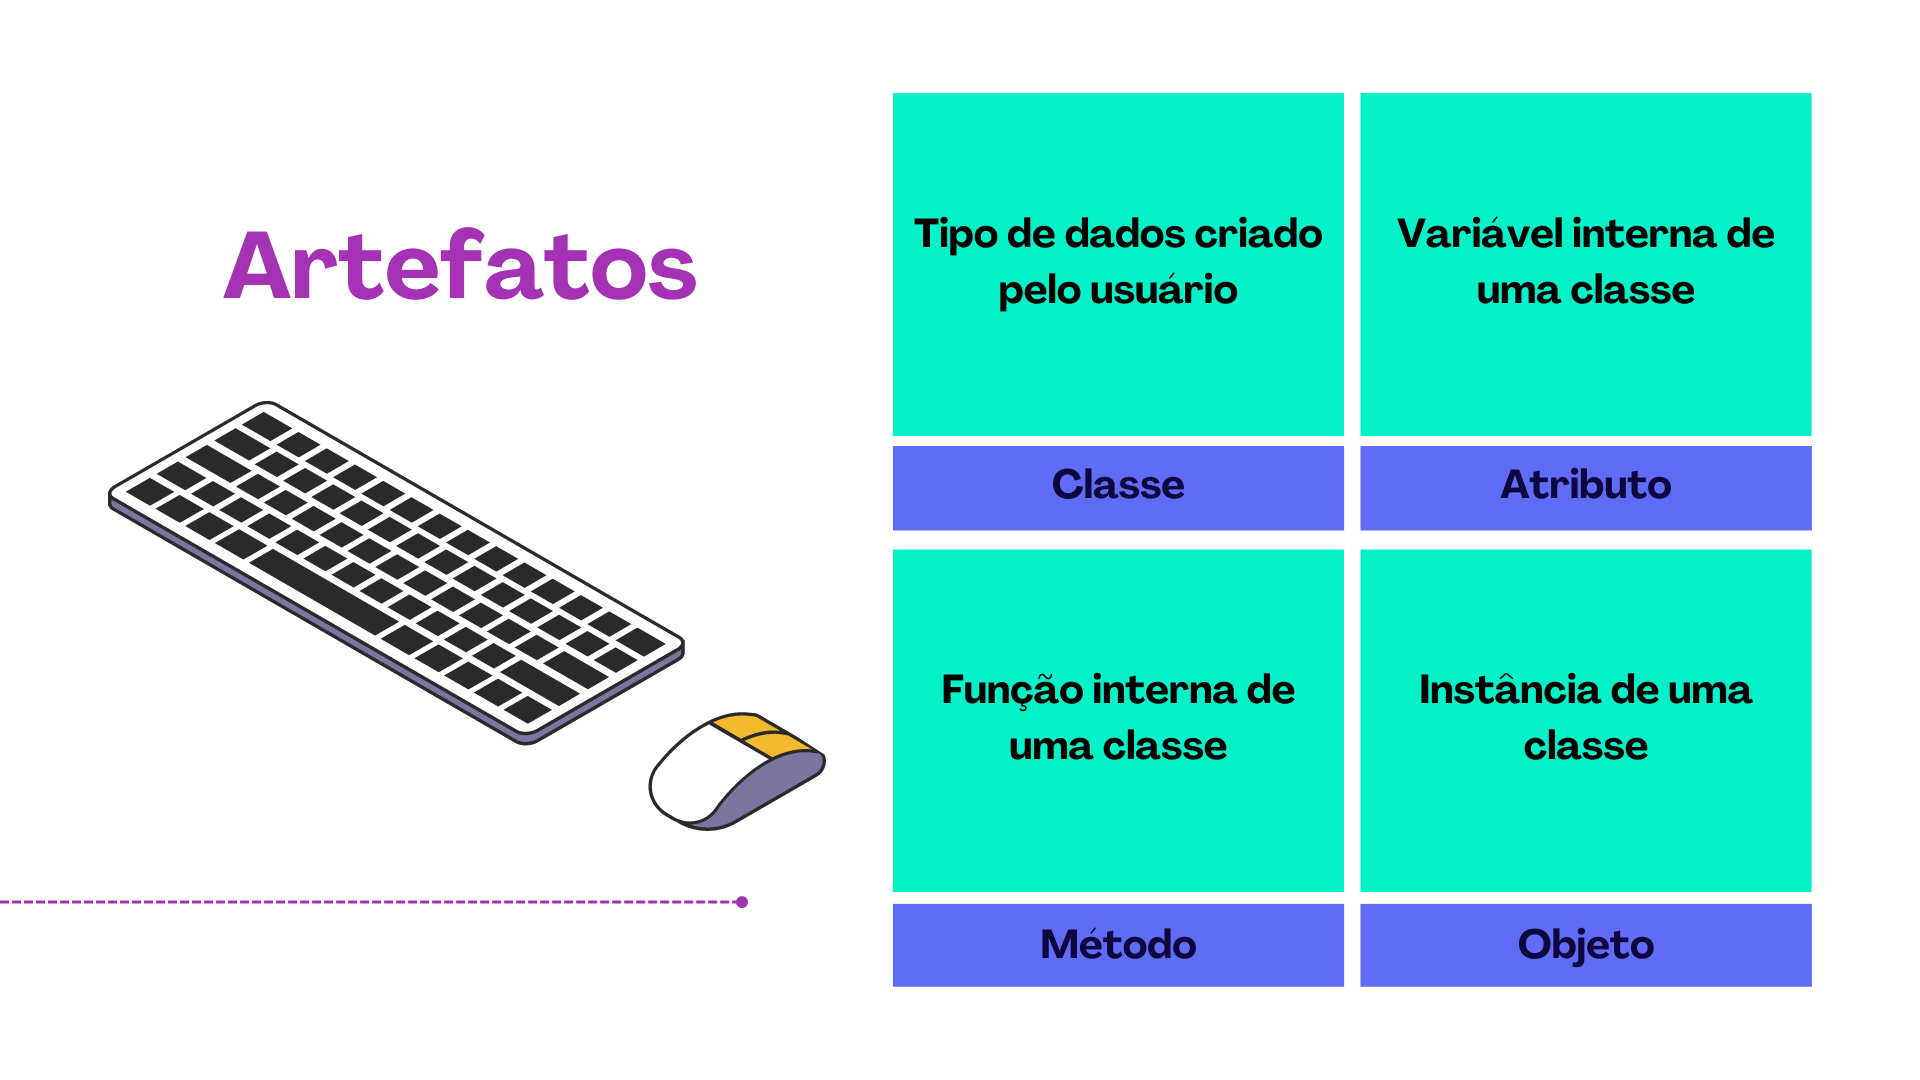 Artefatos
Tipo de dados criado
pelo usuário
Classe
Variável interna de
uma classe
Atributo
Função interna de
uma classe
Método
Instância de uma
classe
Objeto